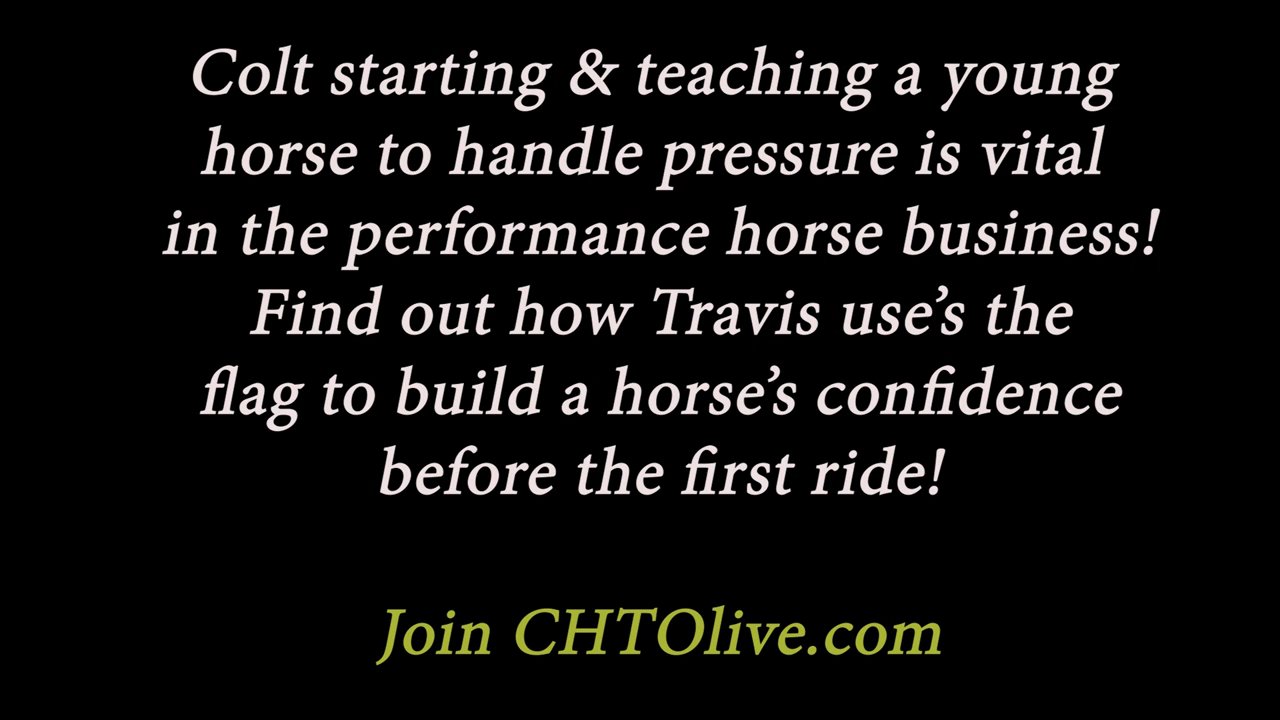 Colt starting & teaching a young
horse to handle pressure is vital
in the performance horse business!
Find out how Travis use’s the
flag to build a horse’s confidence
before the first ride!
Join CHTOlive.com